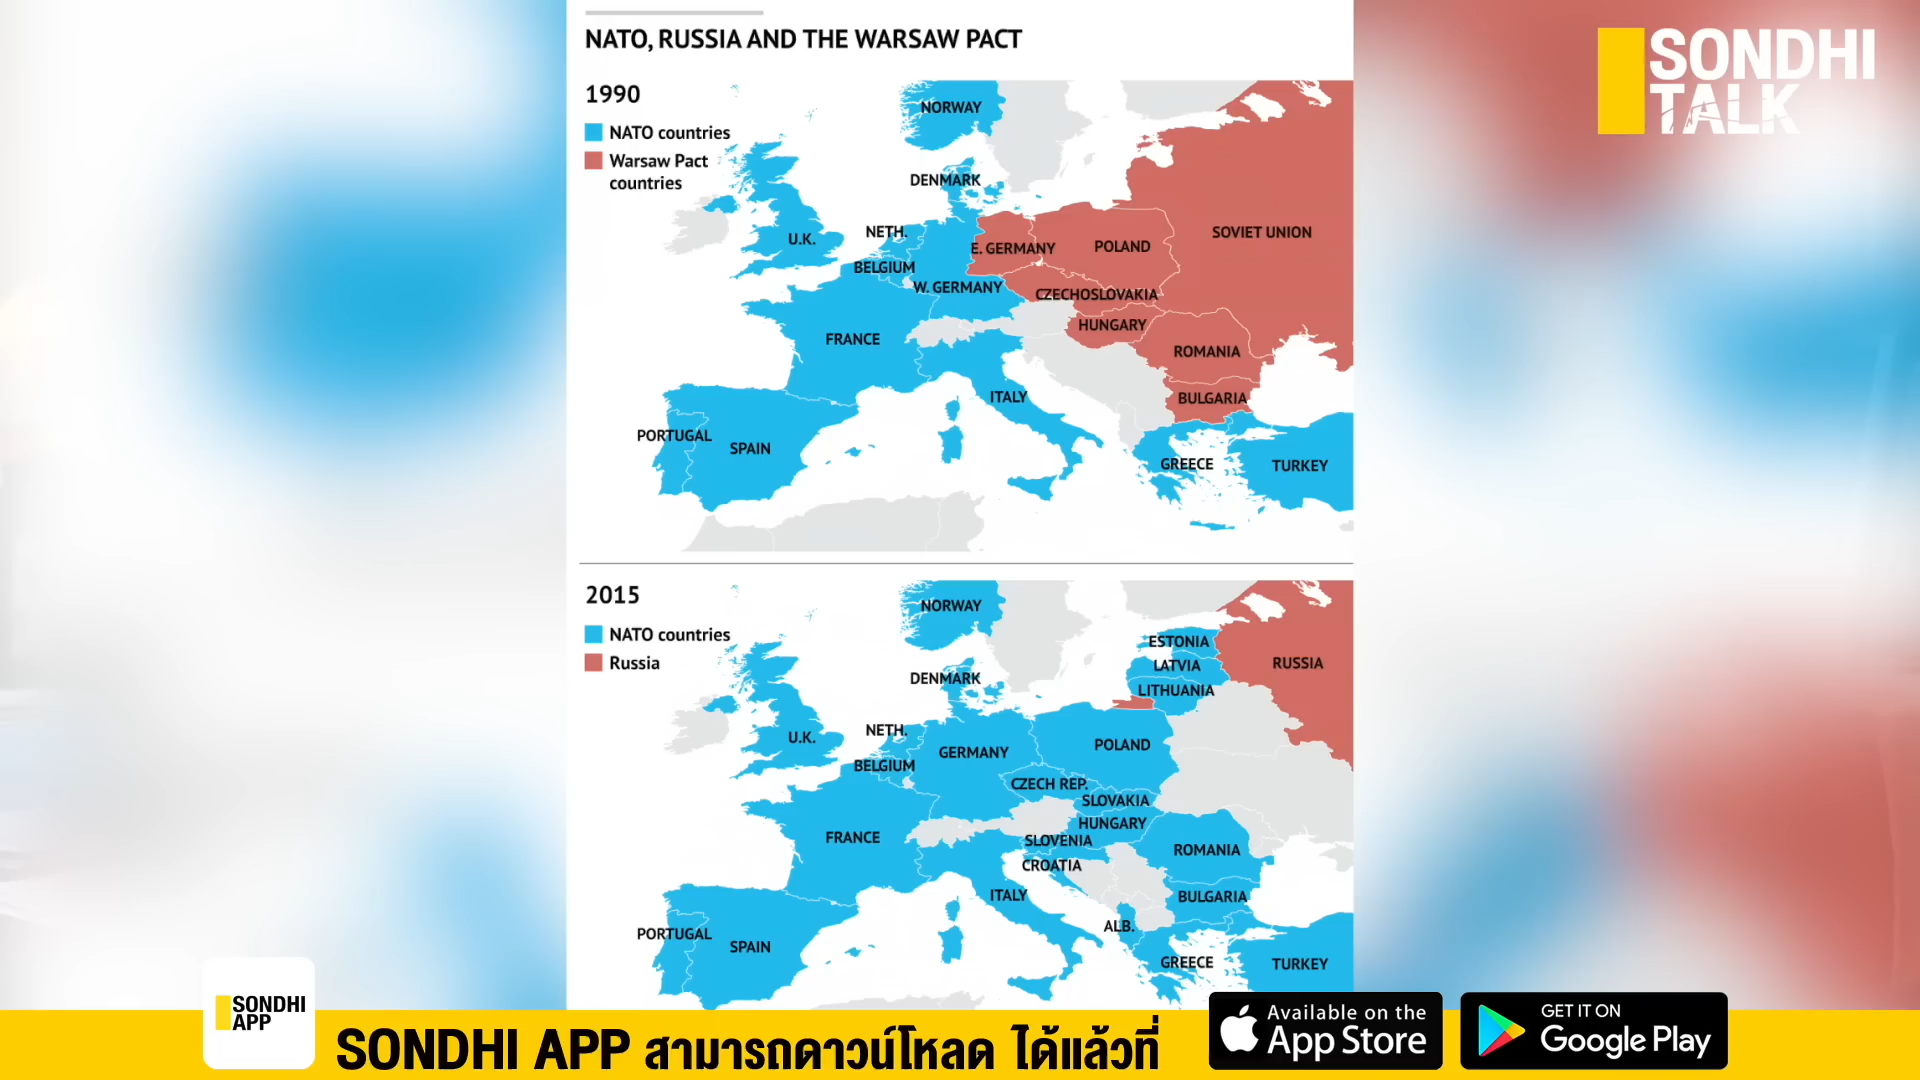 NATO, RUSSIA AND THE WARSAW PACT
SONDHI
TALK
1990
NATO countries
Warsaw Pact
countries
NORWAY
DENMARK
NETH.
U.K.
BELGIUM
W. GERMANY
E. GERMANY
POLAND
SOVIET UNION
CZECHOSLOVAKIA
HUNGARY
FRANCE
ROMANIA
ITALY
BULGARIA
PORTUGAL
SPAIN
GREECE
TURKEY
2015
NATO countries
Russia
NORWAY
ESTONIA
LATVIA
LITHUANIA
RUSSIA
DENMARK
NETH.
U.K.
BELGIUM
GERMANY
POLAND
CZECH REP.
SLOVAKIA
HUNGARY
SLOVENIA
CROATIA
FRANCE
ROMANIA
ITALY
BULGARIA
ALB.
PORTUGAL
SPAIN
GREECE
TURKEY
SONDHI
APP
SONDHI APP สามารถดาวน์โหลด ได้แล้วที่
Available on the
App Store
GET IT ON
Google Play